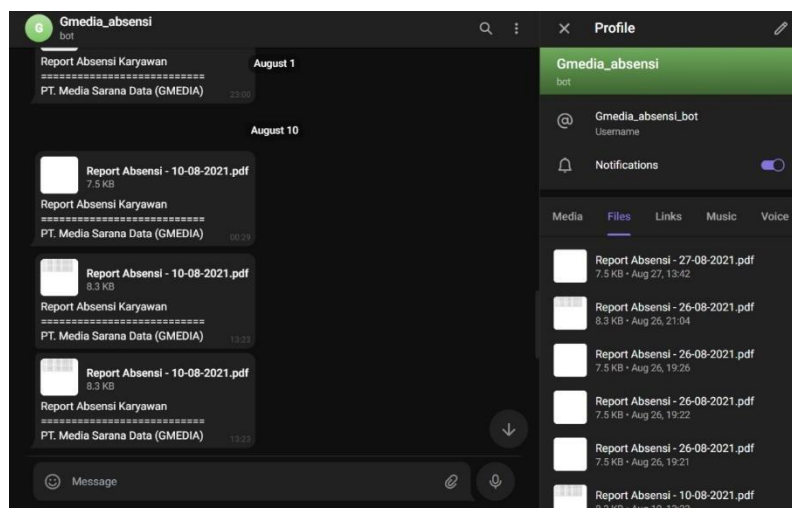 G
Gmedia_absensi
bot
Report Absensi Karyawan
===========================
PT. Media Sarana Data (GMEDIA)
23:00
August 1
August 10
Report Absensi - 10-08-2021.pdf
7.5 KB
Report Absensi Karyawan
===========================
PT. Media Sarana Data (GMEDIA)
00:29
Report Absensi - 10-08-2021.pdf
8.3 KB
Report Absensi Karyawan
===========================
PT. Media Sarana Data (GMEDIA)
13:23
Report Absensi - 10-08-2021.pdf
8.3 KB
Report Absensi Karyawan
===========================
PT. Media Sarana Data (GMEDIA)
13:23
Message
Profile
Gmedia_absensi
bot
Gmedia_absensi_bot
Username
Notifications
Media Files Links Music Voice
Report Absensi - 27-08-2021.pdf
7.5 KB • Aug 27, 13:42
Report Absensi - 26-08-2021.pdf
8.3 KB • Aug 26, 21:04
Report Absensi - 26-08-2021.pdf
7.5 KB • Aug 26, 19:26
Report Absensi - 26-08-2021.pdf
7.5 KB • Aug 26, 19:22
Report Absensi - 26-08-2021.pdf
7.5 KB • Aug 26, 19:21
Report Absensi - 10-08-2021.pdf